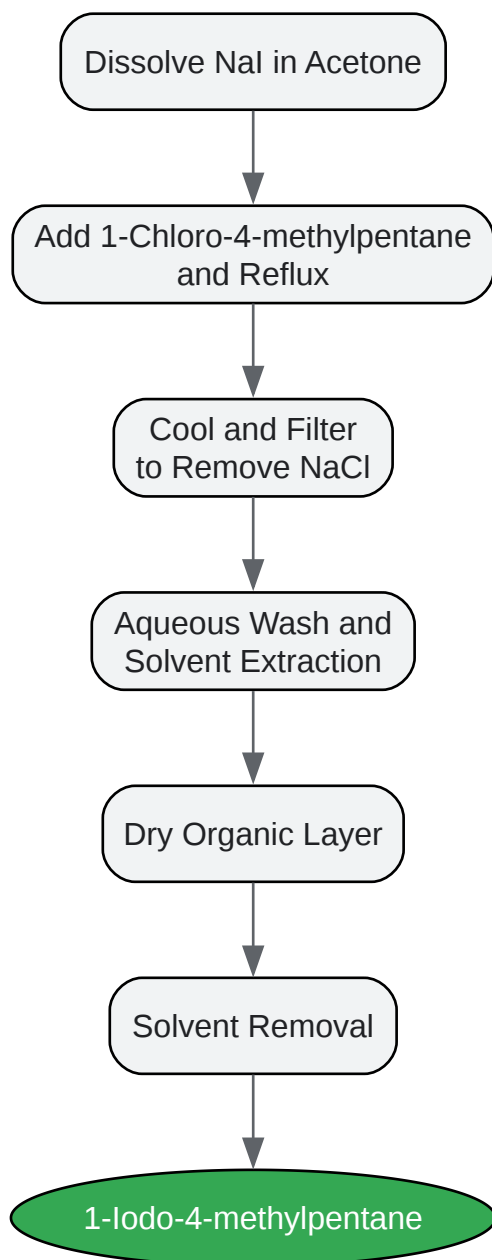 Dissolve NaI in Acetone
Add 1-Chloro-4-methylpentane
and Reflux
Cool and Filter
to Remove NaCl
Aqueous Wash and
Solvent Extraction
Dry Organic Layer
Solvent Removal
1-Iodo-4-methylpentane